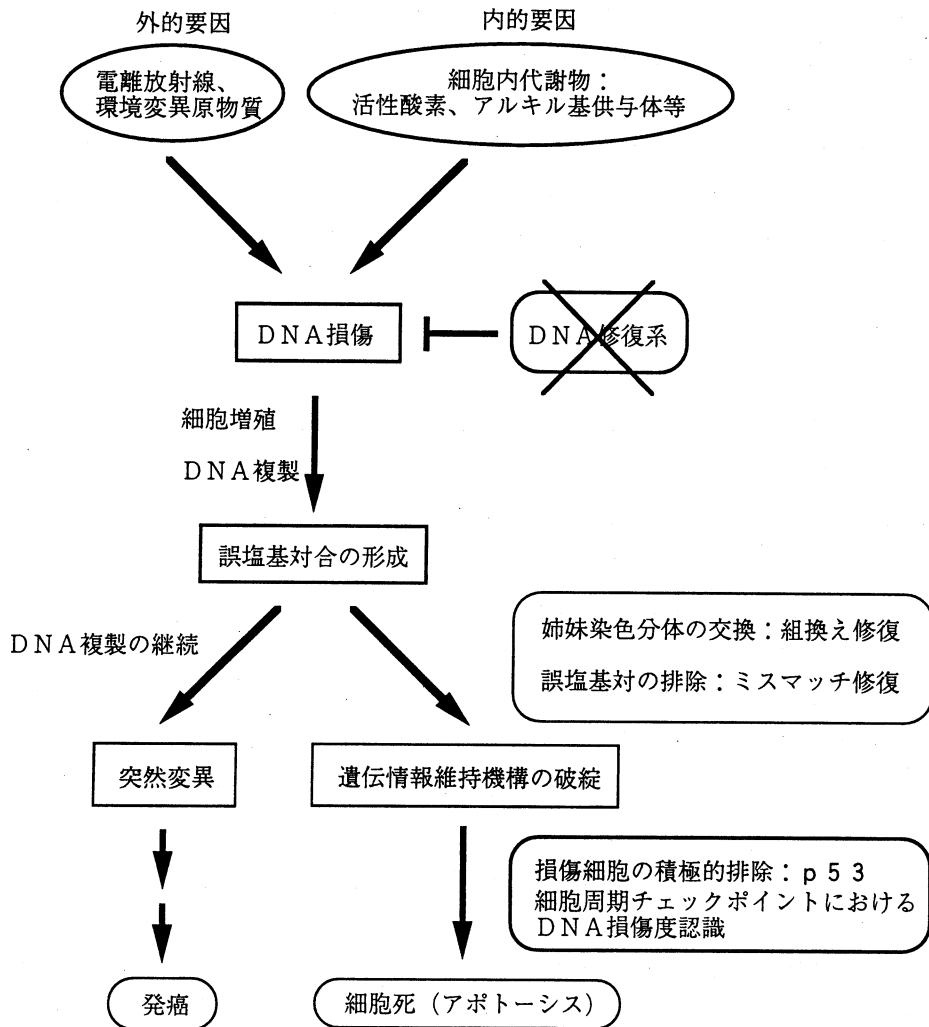 外的要因
内的要因
電離放射線、
環境変異原物質
細胞内代謝物：
活性酸素、アルキル基供与体等
ＤＮＡ損傷
ＤＮＡ修復系
細胞増殖
ＤＮＡ複製
誤塩基対合の形成
ＤＮＡ複製の継続
姉妹染色分体の交換：組換え修復
誤塩基対の排除：ミスマッチ修復
突然変異
遺伝情報維持機構の破綻
損傷細胞の積極的排除：ｐ５３
細胞周期チェックポイントにおける
ＤＮＡ損傷度認識
発癌
細胞死（アポトーシス）